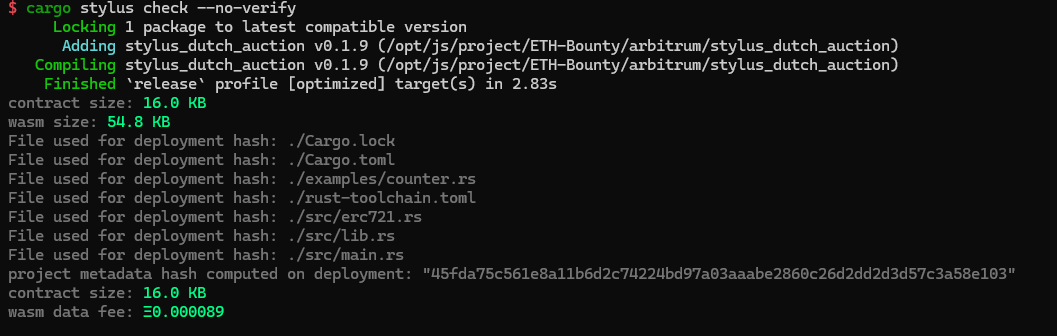 $ cargo stylus check --no-verify
Locking 1 package to latest compatible version
Adding stylus_dutch_auction v0.1.9 (/opt/js/project/ETH-Bounty/arbitrum/stylus_dutch_auction)
Compiling stylus_dutch_auction v0.1.9 (/opt/js/project/ETH-Bounty/arbitrum/stylus_dutch_auction)
Finished `release` profile [optimized] target(s) in 2.83s
contract size: 16.0 KB
wasm size: 54.8 KB
File used for deployment hash: ./Cargo.lock
File used for deployment hash: ./Cargo.toml
File used for deployment hash: ./examples/counter.rs
File used for deployment hash: ./rust-toolchain.toml
File used for deployment hash: ./src/erc721.rs
File used for deployment hash: ./src/lib.rs
File used for deployment hash: ./src/main.rs
project metadata hash computed on deployment: "45fda75c561e8a11b6d2c74224bd97a03aaabe2860c26d2dd2d3d57c3a58e103"
contract size: 16.0 KB
wasm data fee: Ξ0.000089